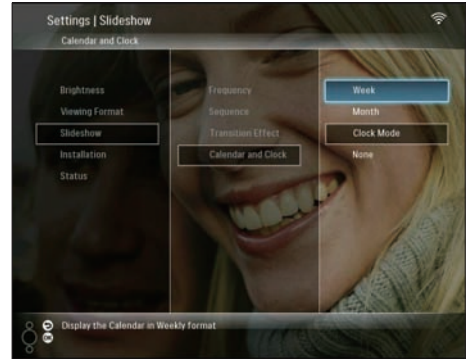 Settings | Slideshow
Calendar and Clock
Brightness
Viewing Format
Slideshow
Installation
Status
Frequency
Sequence
Transition Effect
Calendar and Clock
Week
Month
Clock Mode
None
Display the Calendar in Weekly format
OK